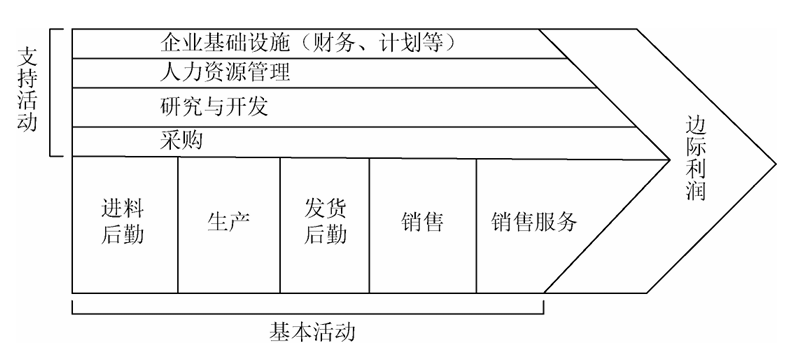 支持活动
企业基础设施（财务、计划等）
人力资源管理
研究与开发
采购
进料
后勤
生产
发货
后勤
销售
销售服务
边际利润
基本活动